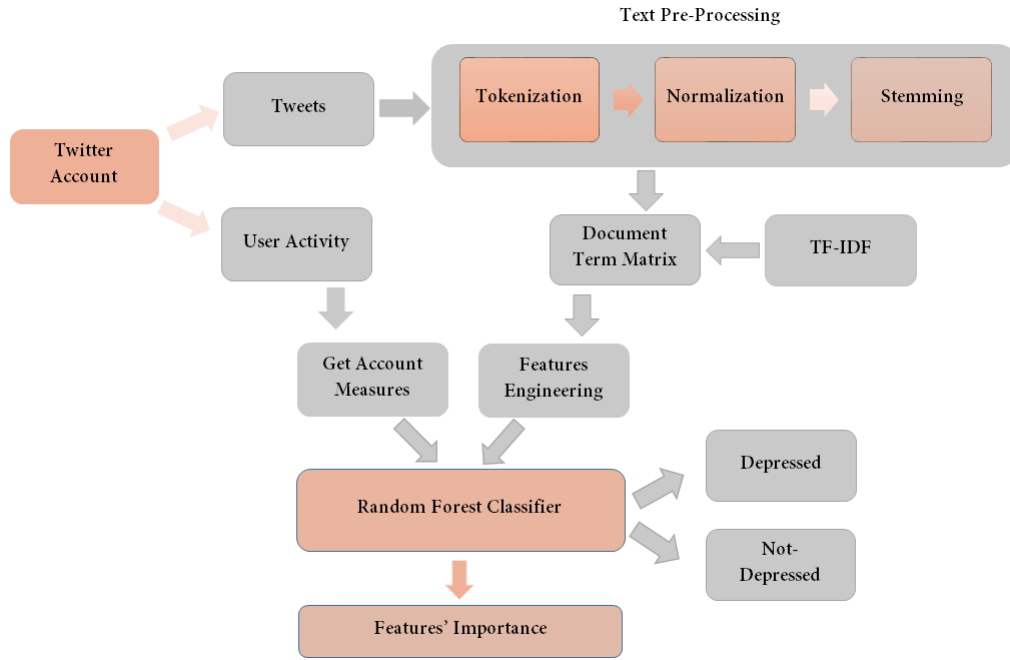 Text Pre-Processing
Tokenization
Normalization
Stemming
Tweets
Twitter
Account
User Activity
Document
Term Matrix
TF-IDF
Get Account
Measures
Features
Engineering
Random Forest Classifier
Depressed
Not-
Depressed
Features’ Importance